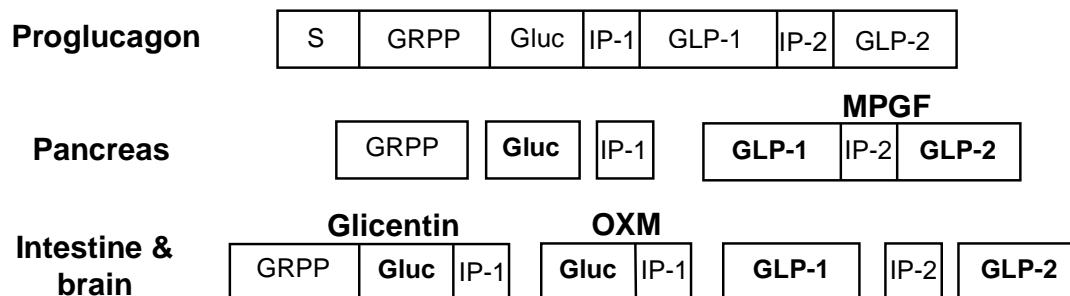 Proglucagon S GRPP Gluc IP-1 GLP-1 IP-2 GLP-2
MPGF
Pancreas GRPP Gluc IP-1 GLP-1 IP-2 GLP-2
Glicentin OXM
Intestine &
brain GRPP Gluc IP-1 Gluc IP-1 GLP-1 IP-2 GLP-2